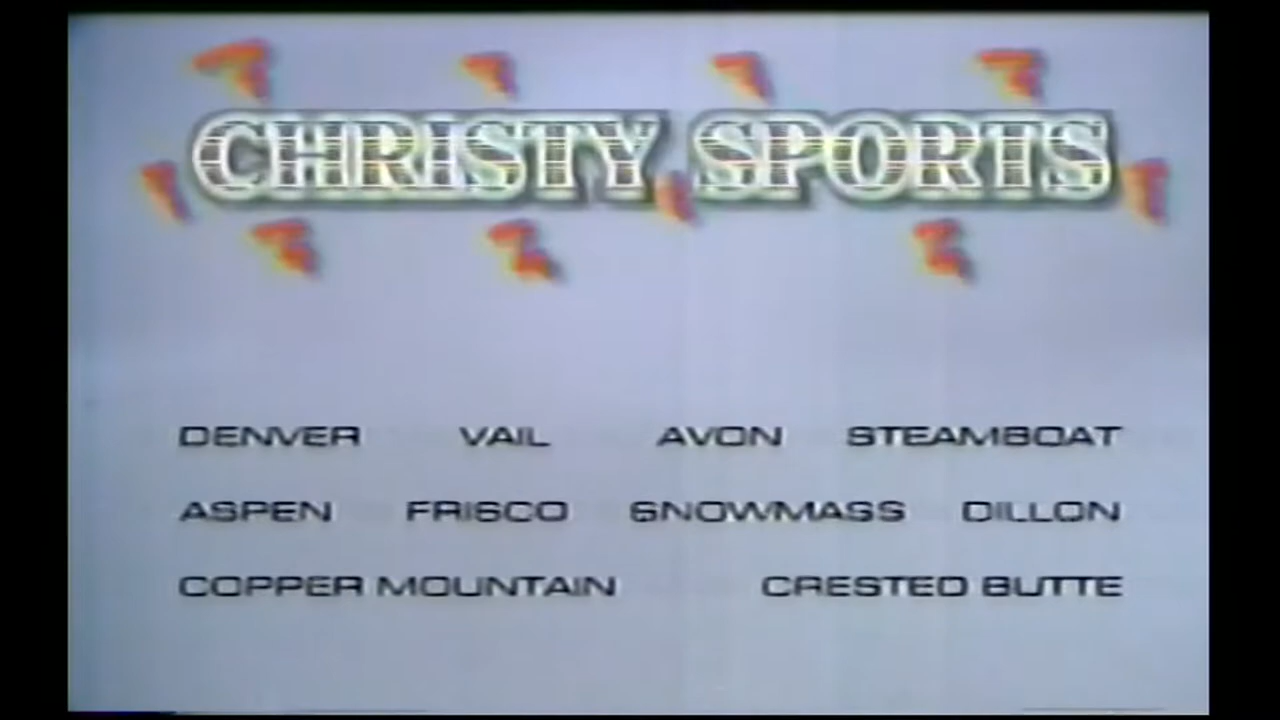 CHRISTY SPORTS
DENVER VAIL AVON STEAMBOAT
ASPEN FRISCO SNOWMASS DILLON
COPPER MOUNTAIN CRESTED BUTTE